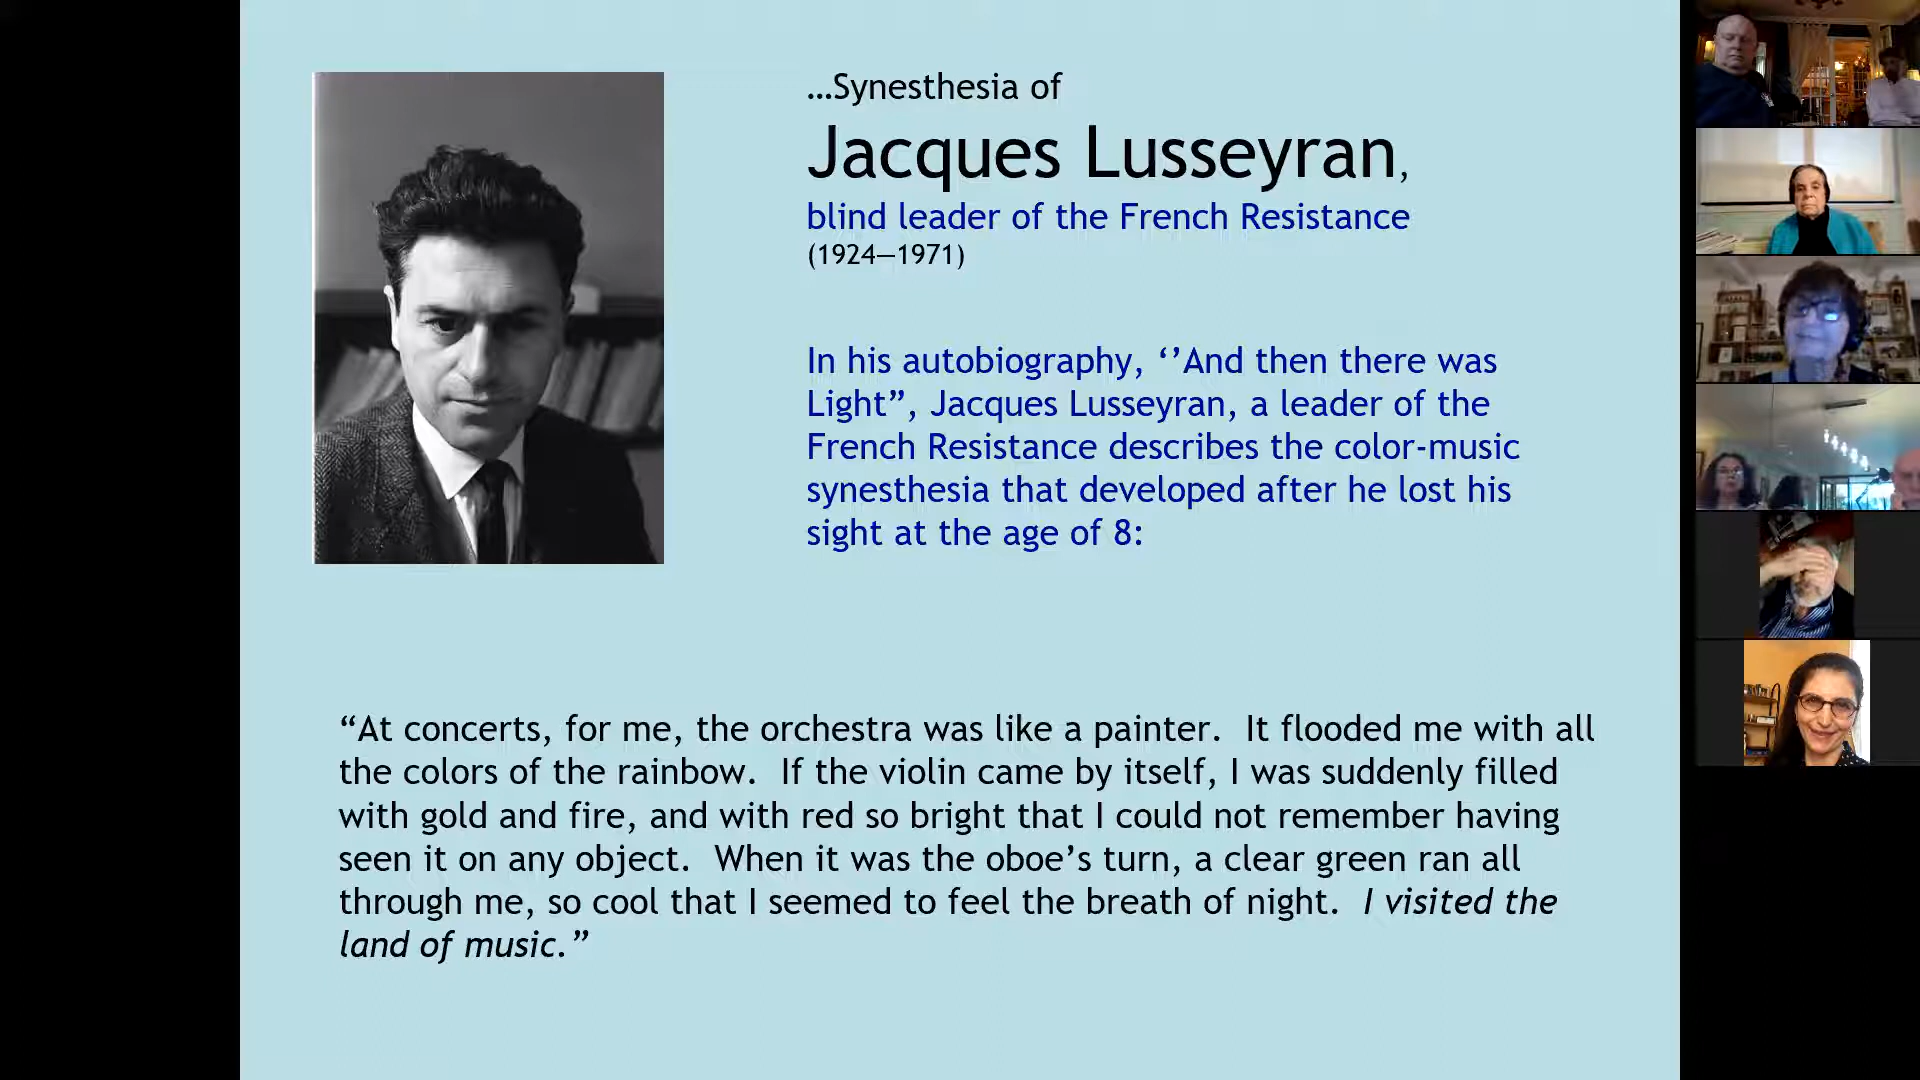 …Synesthesia of
Jacques Lusseyran,
blind leader of the French Resistance
(1924—1971)
In his autobiography, ‘’And then there was
Light”, Jacques Lusseyran, a leader of the
French Resistance describes the color-music
synesthesia that developed after he lost his
sight at the age of 8:
“At concerts, for me, the orchestra was like a painter.  It flooded me with all
the colors of the rainbow.  If the violin came by itself, I was suddenly filled
with gold and fire, and with red so bright that I could not remember having
seen it on any object.  When it was the oboe’s turn, a clear green ran all
through me, so cool that I seemed to feel the breath of night.  I visited the
land of music.”